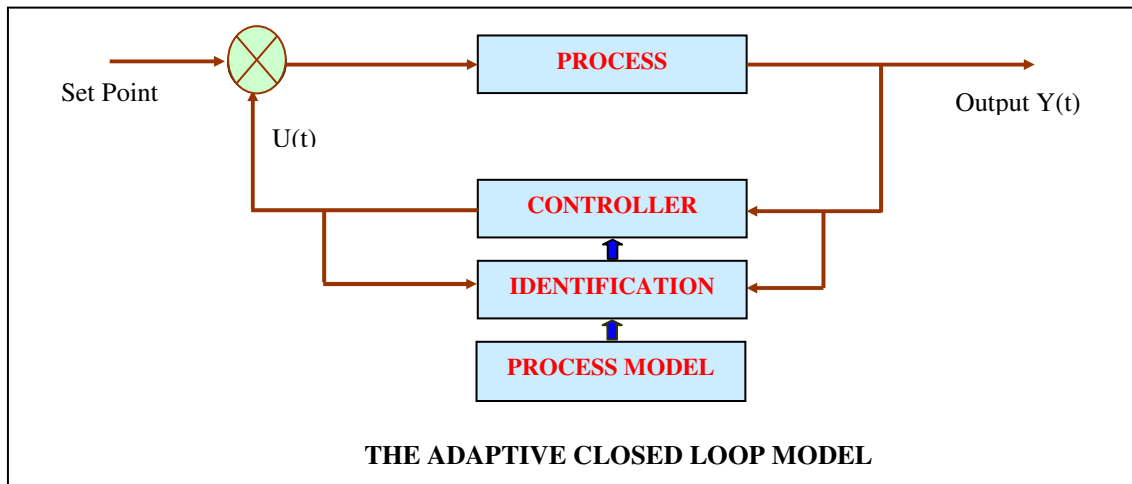 PROCESS
Set Point
Output Y(t)
U(t)
CONTROLLER
IDENTIFICATION
PROCESS MODEL
THE ADAPTIVE CLOSED LOOP MODEL